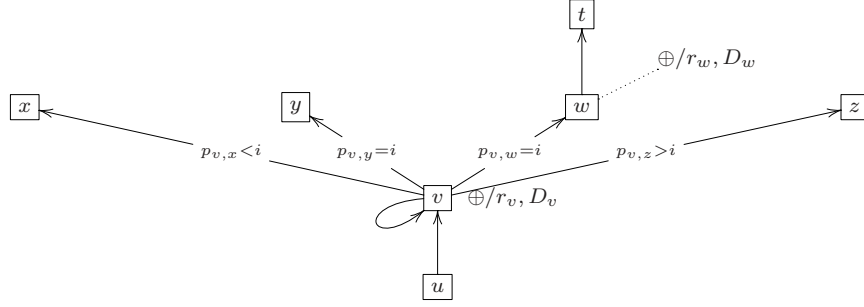 t
⊕/r_w, D_w
x
y
w
z
p_{v,x}<i
p_{v,y}=i
p_{v,w}=i
p_{v,z}>i
v
⊕/r_v, D_v
u